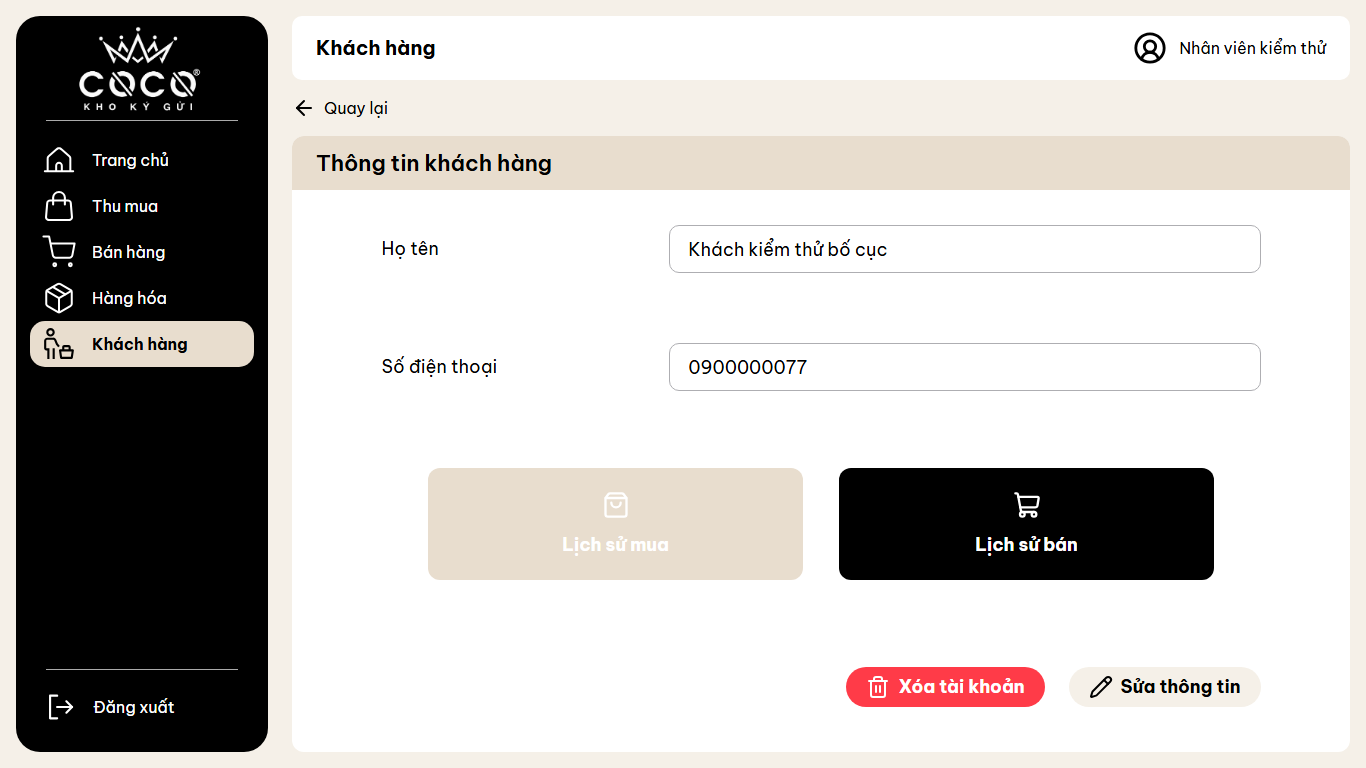 COCO®
KHO KÝ GỬI
Trang chủ
Thu mua
Bán hàng
Hàng hóa
Khách hàng
Đăng xuất
Khách hàng
Nhân viên kiểm thử
Quay lại
Thông tin khách hàng
Họ tên
Khách kiểm thử bố cục
Số điện thoại
0900000077
Lịch sử mua
Lịch sử bán
Xóa tài khoản
Sửa thông tin